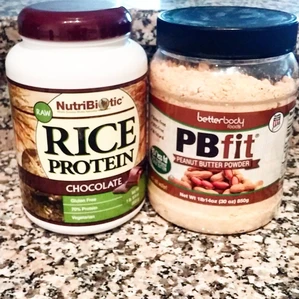 NutriBiotic
RAW
RICE
PROTEIN
CHOCOLATE
Gluten Free
Vegetarian
betterbody
foods
PBfit
PEANUT BUTTER POWDER